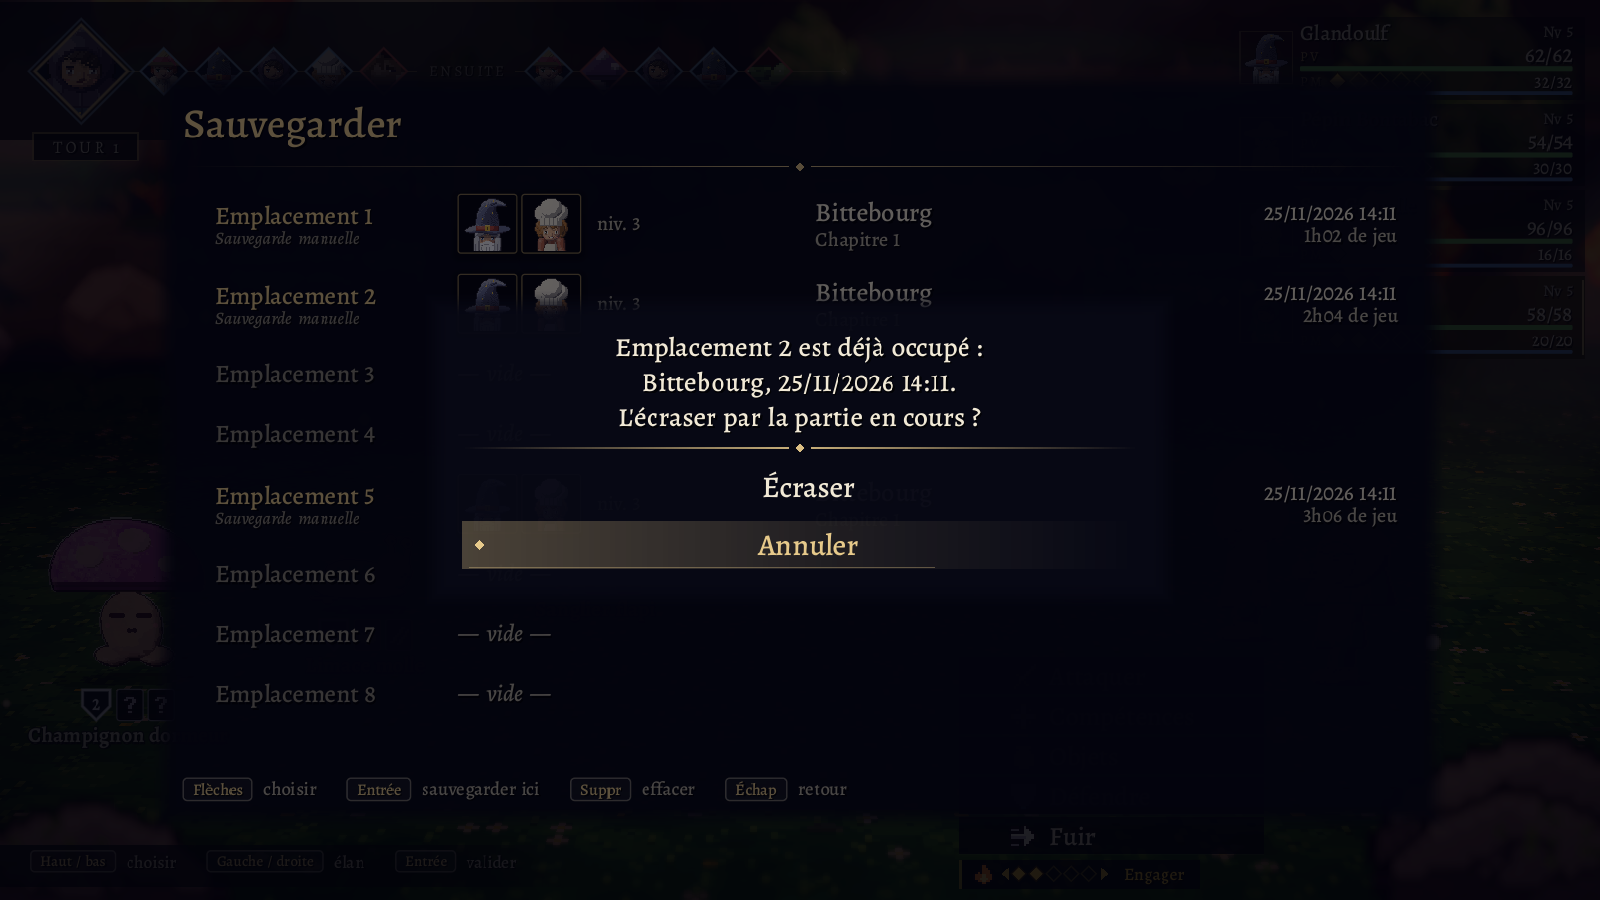 ENSUITE
Glandoulf
Nv 5
PV
62/62
32/32
TOUR 1
Nv 5
54/54
30/30
Nv 5
96/96
16/16
Nv 5
58/58
20/20
Sauvegarder
Emplacement 1
Sauvegarde manuelle
niv. 3
Bittebourg
Chapitre 1
25/11/2026 14:11
1h02 de jeu
Emplacement 2
Sauvegarde manuelle
niv. 3
Bittebourg
Chapitre 1
25/11/2026 14:11
2h04 de jeu
Emplacement 3
Emplacement 4
Emplacement 5
Sauvegarde manuelle
25/11/2026 14:11
3h06 de jeu
Emplacement 6
Emplacement 7
— vide —
Emplacement 8
— vide —
Emplacement 2 est déjà occupé :
Bittebourg, 25/11/2026 14:11.
L'écraser par la partie en cours ?
Écraser
Annuler
2 ? ?
Champignon do
Flèches choisir Entrée sauvegarder ici Suppr effacer Échap retour
Fuir
Haut / bas choisir Gauche / droite élan Entrée valider
Engager